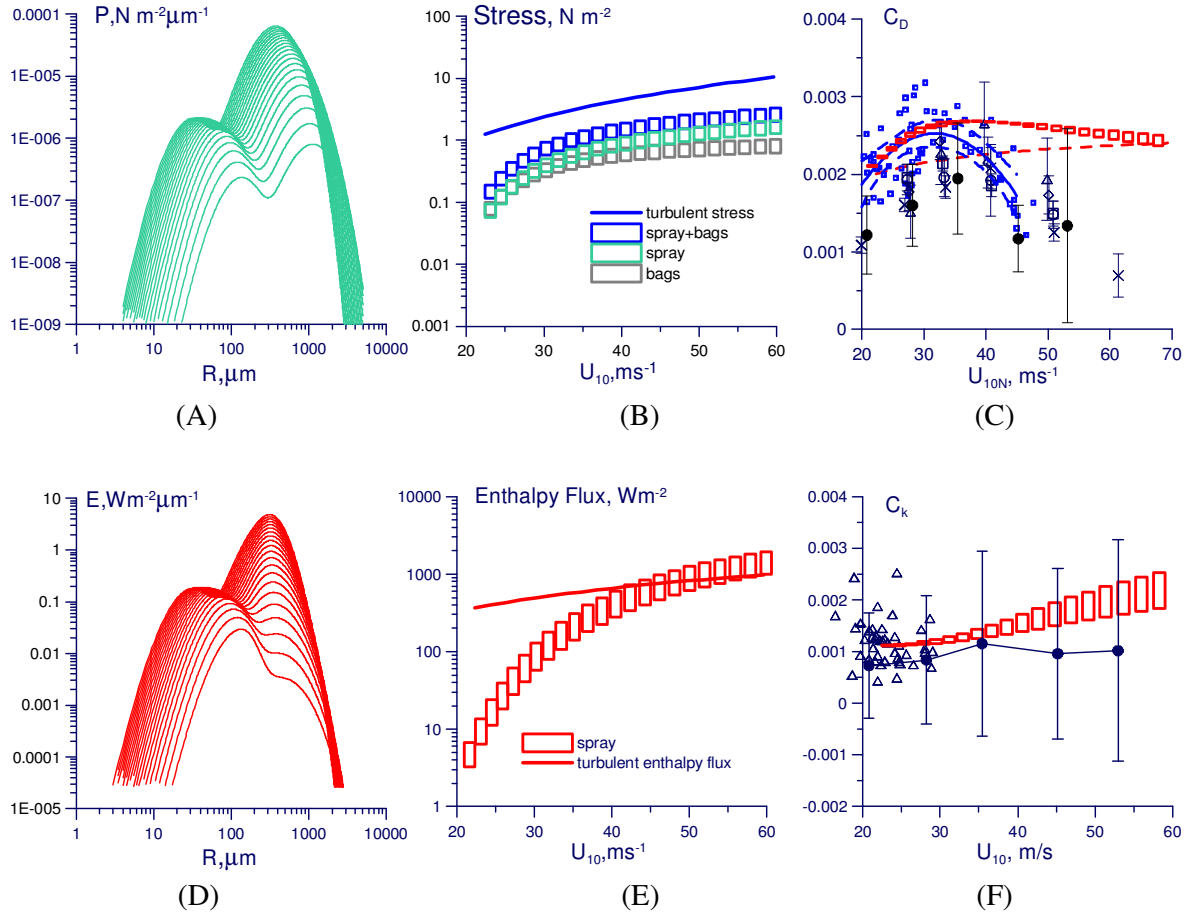 P,N m⁻²μm⁻¹
0.0001
1E-005
1E-006
1E-007
1E-008
1E-009
1 10 100 1000 10000
R,μm
(A)
Stress, N m⁻²
100
10
1
0.1
0.01
0.001
turbulent stress
spray+bags
spray
bags
20 30 40 50 60
U₁₀,ms⁻¹
(B)
C_D
0.004
0.003
0.002
0.001
0
20 30 40 50 60 70
U₁₀N, ms⁻¹
(C)
E,Wm⁻²μm⁻¹
10
1
0.1
0.01
0.001
0.0001
1E-005
1 10 100 1000 10000
R,μm
(D)
Enthalpy Flux, Wm⁻²
10000
1000
100
10
1
spray
turbulent enthalpy flux
20 30 40 50 60
U₁₀,ms⁻¹
(E)
C_k
0.004
0.003
0.002
0.001
0
-0.001
-0.002
20 30 40 50 60
U₁₀, m/s
(F)